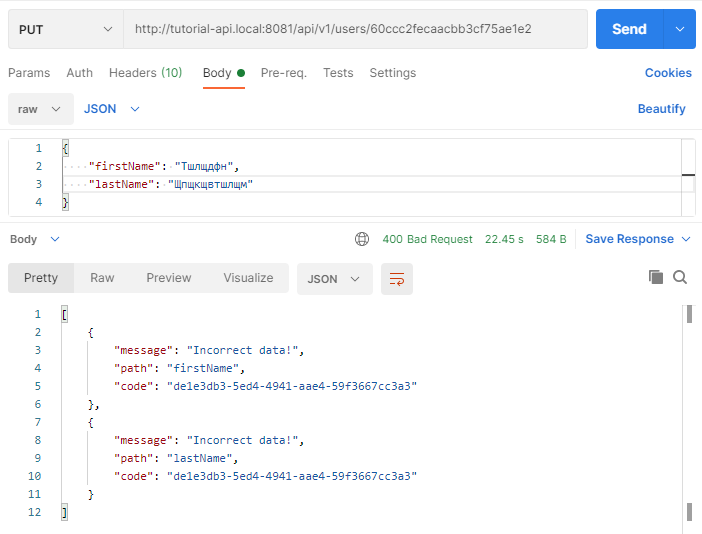 PUT http://tutorial-api.local:8081/api/v1/users/60ccc2fecaacbb3cf75ae1e2 Send
Params Auth Headers (10) Body Pre-req. Tests Settings Cookies
raw JSON Beautify
1 {
2 "firstName": "Тшлщдфн",
3 "lastName": "Щпщкщвтшлщм"
4 }
Body 400 Bad Request 22.45 s 584 B Save Response
Pretty Raw Preview Visualize JSON
1 [
2 {
3 "message": "Incorrect data!",
4 "path": "firstName",
5 "code": "de1e3db3-5ed4-4941-aae4-59f3667cc3a3"
6 },
7 {
8 "message": "Incorrect data!",
9 "path": "lastName",
10 "code": "de1e3db3-5ed4-4941-aae4-59f3667cc3a3"
11 }
12 ]